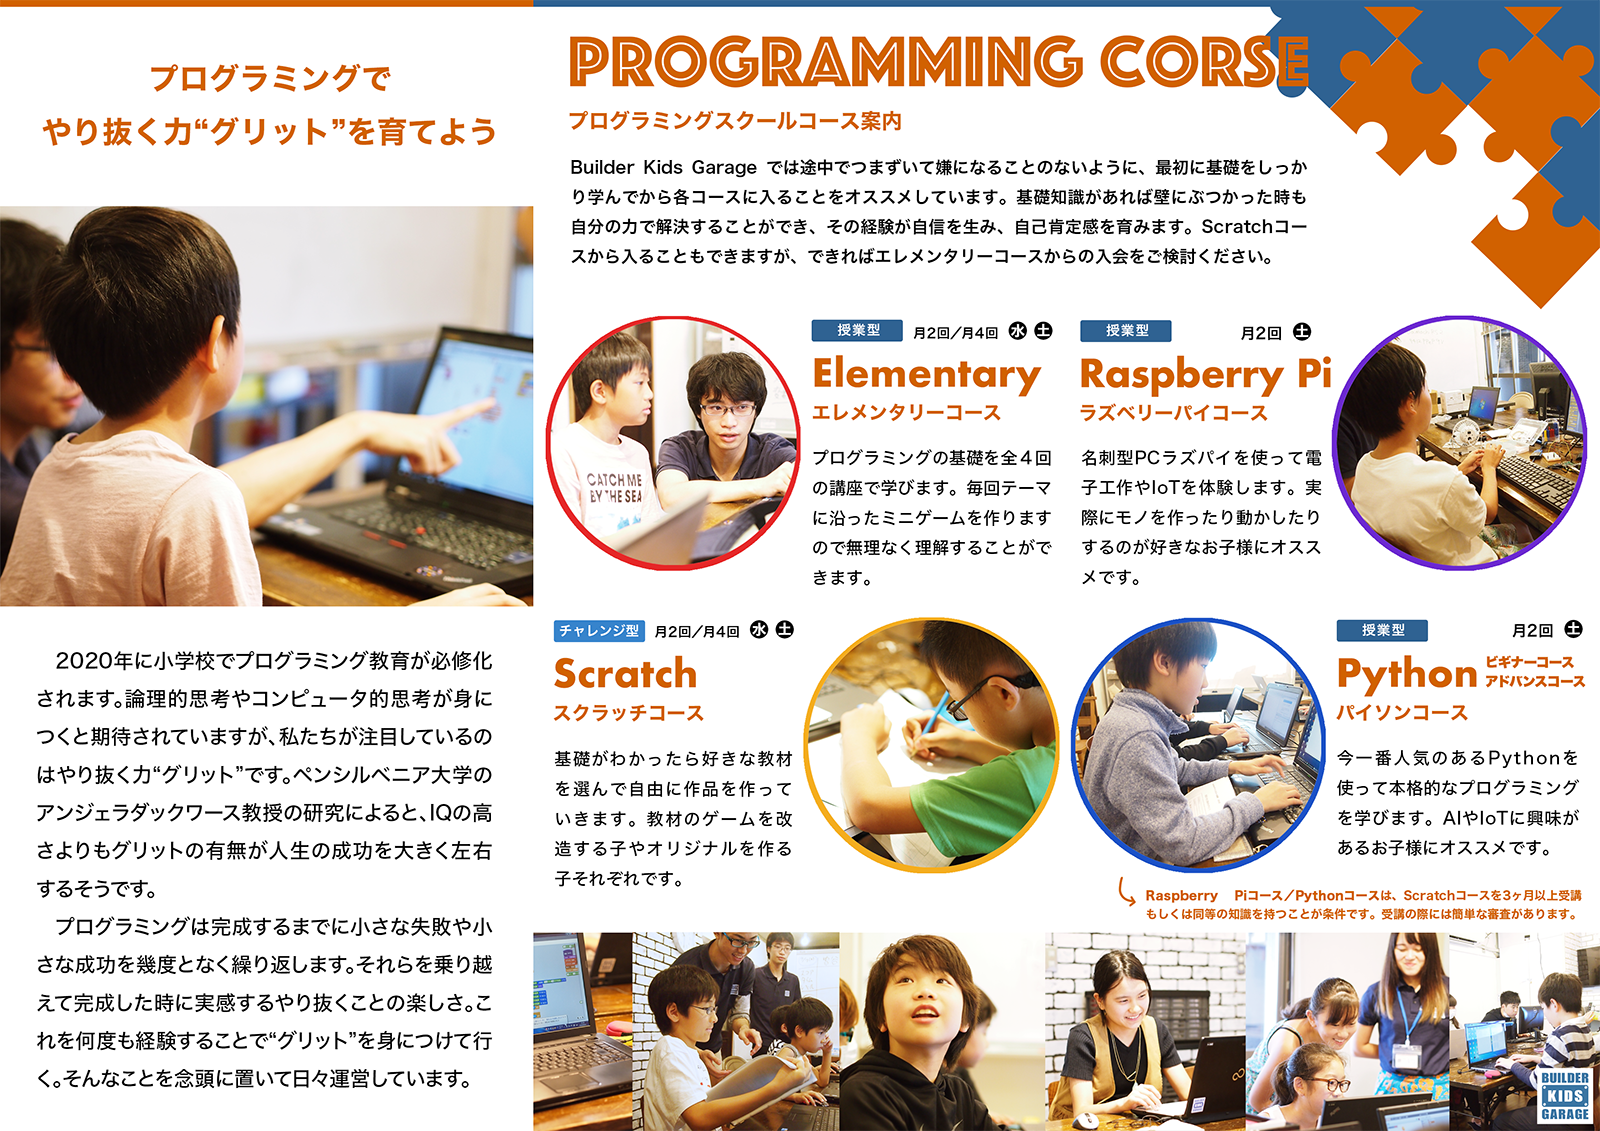 プログラミングで
やり抜く力“グリット”を育てよう
2020年に小学校でプログラミング教育が必修化
されます。論理的思考やコンピュータ的思考が身に
つくと期待されていますが、私たちが注目しているの
はやり抜く力“グリット”です。ペンシルベニア大学の
アンジェラダックワース教授の研究によると、IQの高
さよりもグリットの有無が人生の成功を大きく左右
するそうです。
プログラミングは完成するまでに小さな失敗や小
さな成功を幾度となく繰り返します。それらを乗り越
えて完成した時に実感するやり抜くことの楽しさ。こ
れを何度も経験することで“グリット”を身につけて行
く。そんなことを念頭に置いて日々運営しています。
PROGRAMMING CORSE
プログラミングスクールコース案内
Builder Kids Garage では途中でつまずいて嫌になることのないように、最初に基礎をしっか
り学んでから各コースに入ることをオススメしています。基礎知識があれば壁にぶつかった時も
自分の力で解決することができ、その経験が自信を生み、自己肯定感を育みます。Scratchコー
スから入ることもできますが、できればエレメンタリーコースからの入会をご検討ください。
CATCH ME
BY THE SEA
授業型 月2回／月4回 水 土
Elementary
エレメンタリーコース
プログラミングの基礎を全４回
の講座で学びます。毎回テーマ
に沿ったミニゲームを作ります
ので無理なく理解することがで
きます。
授業型 月2回 土
Raspberry Pi
ラズベリーパイコース
名刺型PCラズパイを使って電
子工作やIoTを体験します。実
際にモノを作ったり動かしたり
するのが好きなお子様にオスス
メです。
チャレンジ型 月2回／月4回 水 土
Scratch
スクラッチコース
基礎がわかったら好きな教材
を選んで自由に作品を作って
いきます。教材のゲームを改
造する子やオリジナルを作る
子それぞれです。
授業型 月2回 土
Python ビギナーコース
アドバンスコース
パイソンコース
今一番人気のあるPythonを
使って本格的なプログラミング
を学びます。AIやIoTに興味が
あるお子様にオススメです。
Raspberry Piコース／Pythonコースは、Scratchコースを3ヶ月以上受講
もしくは同等の知識を持つことが条件です。受講の際には簡単な審査があります。
BUILDER
KIDS
GARAGE